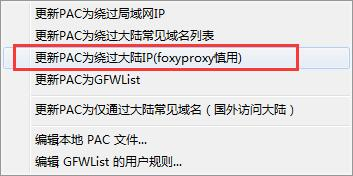 更新PAC为绕过局域网IP
更新PAC为绕过大陆常见域名列表
更新PAC为绕过大陆IP(foxyproxy慎用)
更新PAC为GFWList
更新PAC为仅通过大陆常见域名（国外访问大陆）
编辑本地 PAC 文件...
编辑 GFWList 的用户规则...